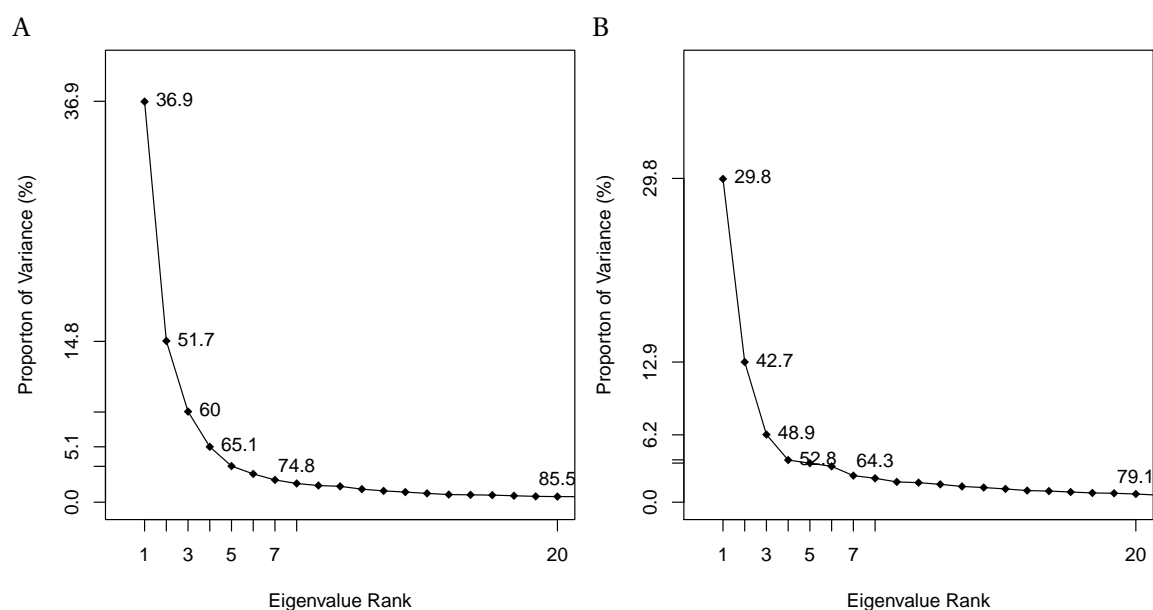 A
Proporton of Variance (%)
36.9
14.8
5.1
0.0
36.9
51.7
60
65.1
74.8
85.5
1 3 5 7 20
Eigenvalue Rank
B
Proporton of Variance (%)
29.8
12.9
6.2
0.0
29.8
42.7
48.9
52.8
64.3
79.1
1 3 5 7 20
Eigenvalue Rank